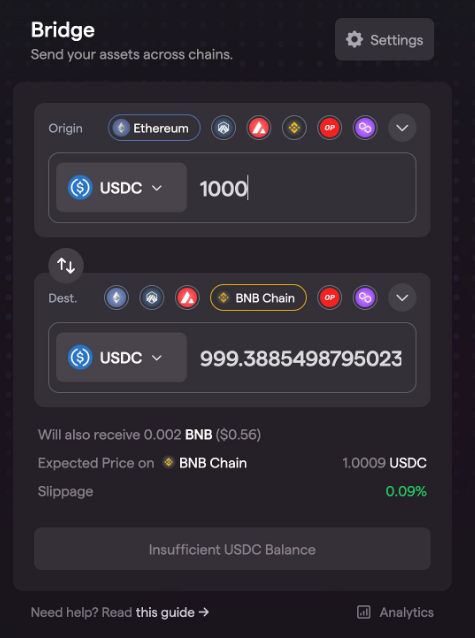 Bridge
Settings
Send your assets across chains.
Origin Ethereum OP
USDC 1000
Dest. BNB Chain OP
USDC 999.3885498795023
Will also receive 0.002 BNB ($0.56)
Expected Price on BNB Chain 1.0009 USDC
Slippage 0.09%
Insufficient USDC Balance
Need help? Read this guide → Analytics